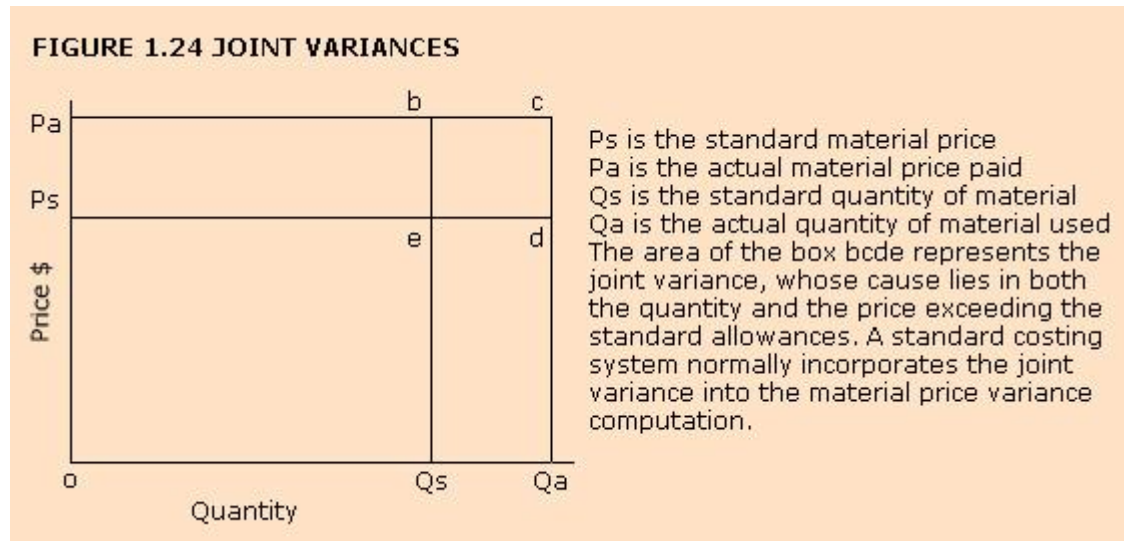 FIGURE 1.24 JOINT VARIANCES
b
c
Pa
Ps
e
d
Price $
o
Qs
Qa
Quantity
Ps is the standard material price
Pa is the actual material price paid
Qs is the standard quantity of material
Qa is the actual quantity of material used
The area of the box bcde represents the
joint variance, whose cause lies in both
the quantity and the price exceeding the
standard allowances. A standard costing
system normally incorporates the joint
variance into the material price variance
computation.